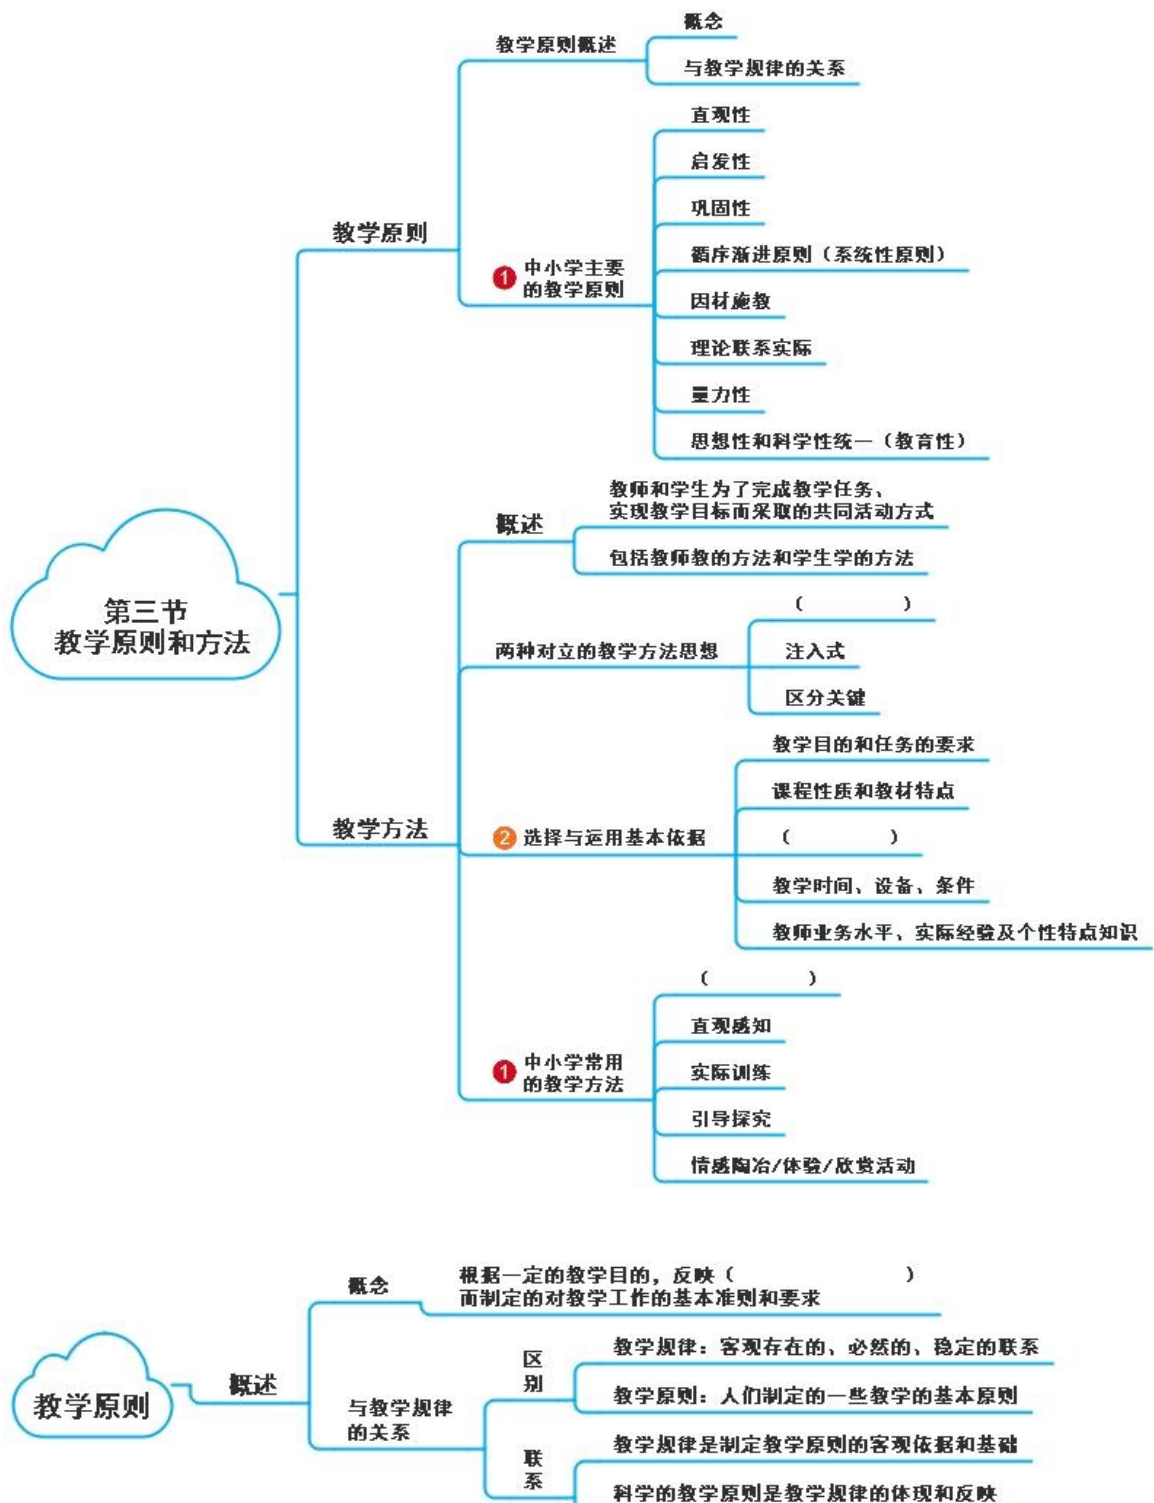 概念
教学原则概述
与教学规律的关系
直观性
启发性
巩固性
教学原则
循序渐进原则（系统性原则）
1 中小学主要
的教学原则
因材施教
理论联系实际
量力性
思想性和科学性统一（教育性）
教师和学生为了完成教学任务、
实现教学目标而采取的共同活动方式
概述
包括教师教的方法和学生学的方法
第三节
教学原则和方法
（ ）
两种对立的教学方法思想
注入式
区分关键
教学目的和任务的要求
课程性质和教材特点
教学方法
2 选择与运用基本依据
（ ）
教学时间、设备、条件
教师业务水平、实际经验及个性特点知识
（ ）
直观感知
1 中小学常用
的教学方法
实际训练
引导探究
情感陶冶/体验/欣赏活动
概念
根据一定的教学目的，反映（ ）
而制定的对教学工作的基本准则和要求
教学原则
概述
区
别
教学规律：客观存在的、必然的、稳定的联系
教学原则：人们制定的一些教学的基本原则
与教学规律
的关系
联
系
教学规律是制定教学原则的客观依据和基础
科学的教学原则是教学规律的体现和反映